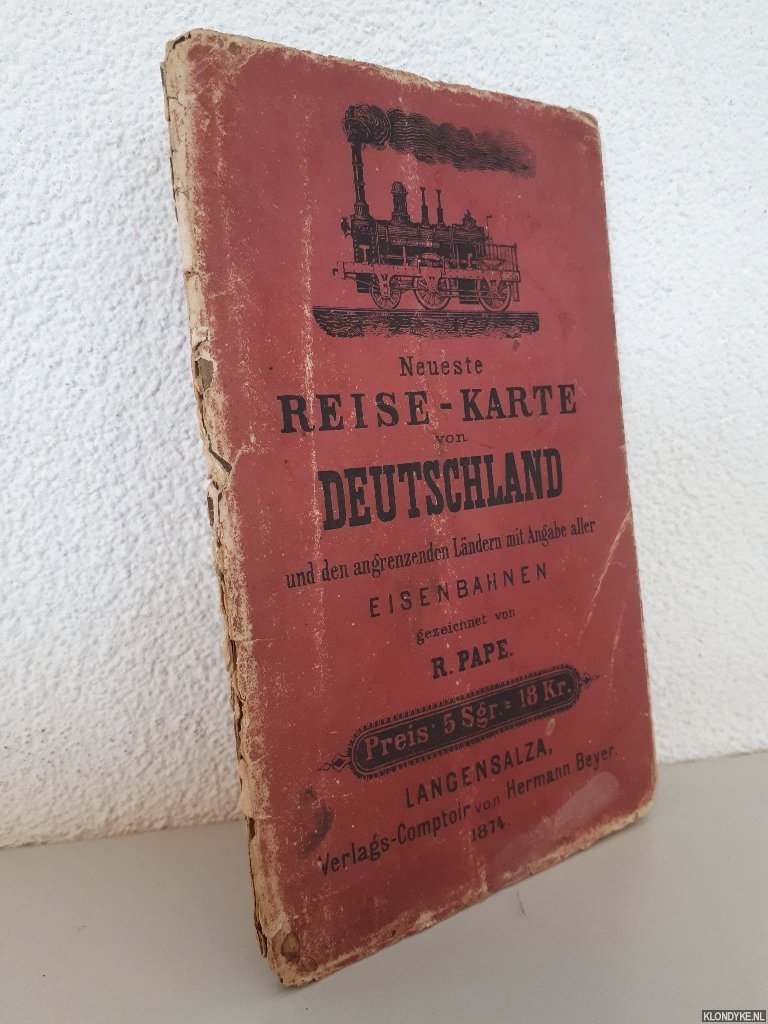 Neueste
REISE-KARTE
von
DEUTSCHLAND
und den angrenzenden Ländern mit Angabe aller
EISENBAHNEN
gezeichnet von
R. PAPE.
Preis: 5 Sgr. = 18 Kr.
LANGENSALZA,
Verlags-Comptoir von Hermann Beyer.
1874
KLONDYKE.NL